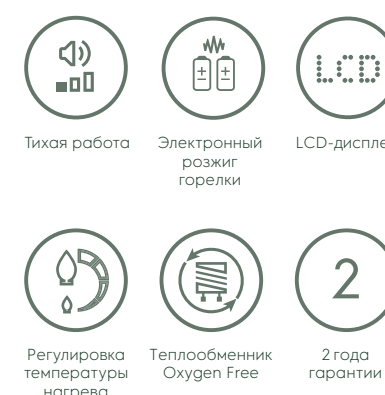 LCD
Тихая работа
Электронный
розжиг
горелки
LCD-диспле
2
Регулировка
температуры
нагрева
Теплообменник
Oxygen Free
2 года
гарантии